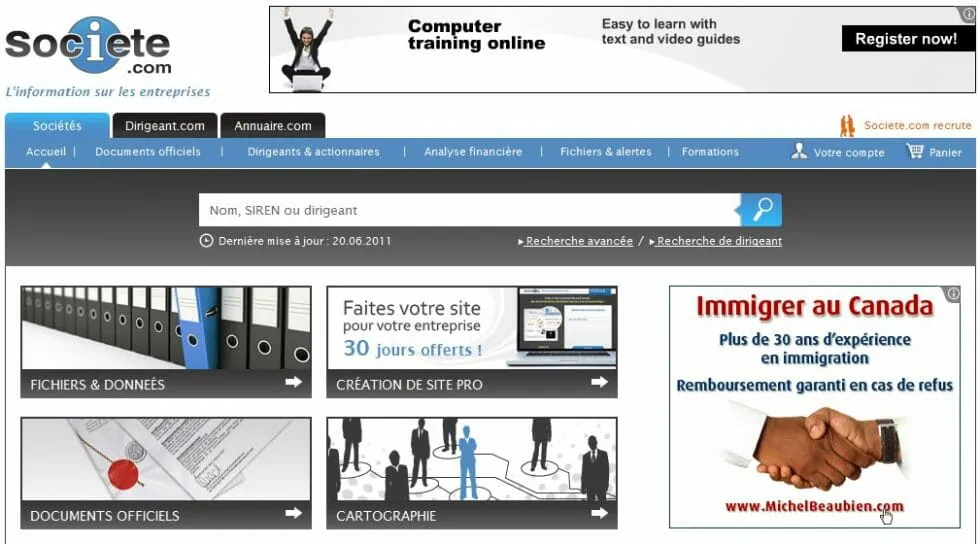 societe
.com
L'information sur les entreprises
Computer
training online
Easy to learn with
text and video guides
Register now!
Sociétés
Dirigeant.com
Annuaire.com
Societe.com recrute
Accueil | Documents officiels | Dirigeants & actionnaires | Analyse financière | Fichiers & alertes | Formations
Votre compte
Panier
Nom, SIREN ou dirigeant
Dernière mise à jour : 20.06.2011
Recherche avancée / Recherche de dirigeant
FICHIERS & DONNEÉS
Faites votre site
pour votre entreprise
30 jours offerts !
CRÉATION DE SITE PRO
DOCUMENTS OFFICIELS
CARTOGRAPHIE
Immigrer au Canada
Plus de 30 ans d'expérience
en immigration
Remboursement garanti en cas de refus
www.MichelBeaubien.com